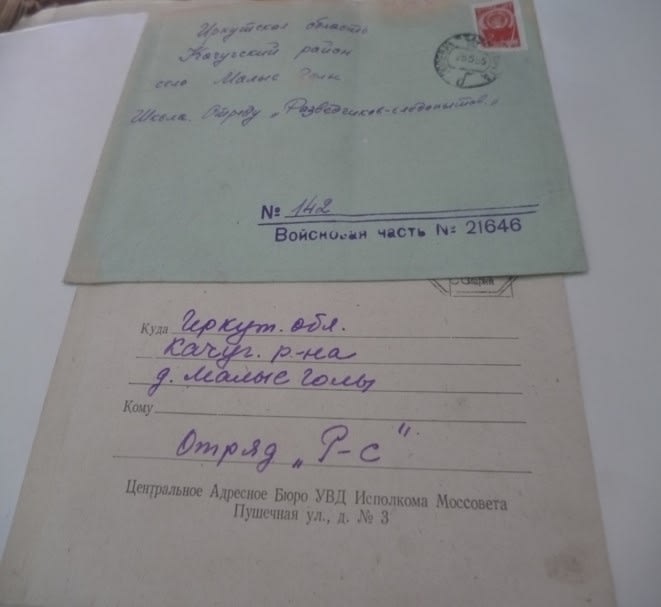 Иркутская область
Качугский район
село Малые Голы
Школа. Отряду „Разведчиков-следопытов."
№ 142
Войсковая часть № 21646
Куда Иркут. обл.
Качуг. р-на
д. Малые Голы
Кому
Отряд „Р-с"
Центральное Адресное Бюро УВД Исполкома Моссовета
Пушечная ул., д. № 3